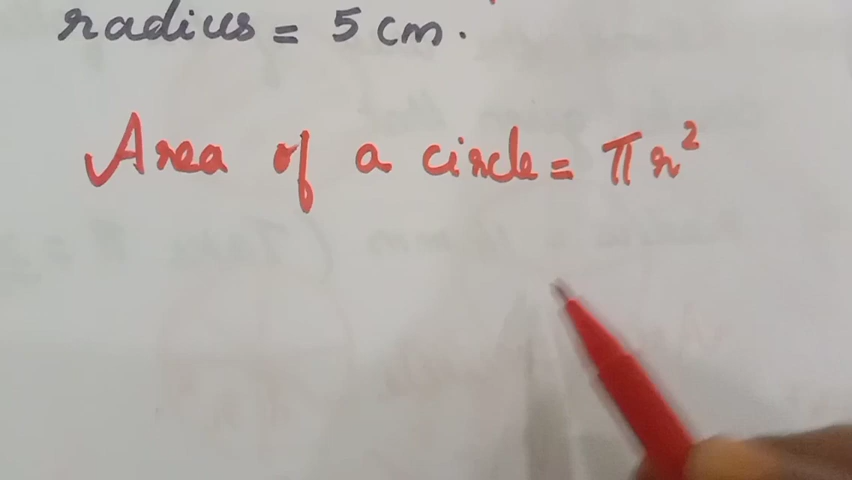 radius = 5 cm.
Area of a circle = πr²